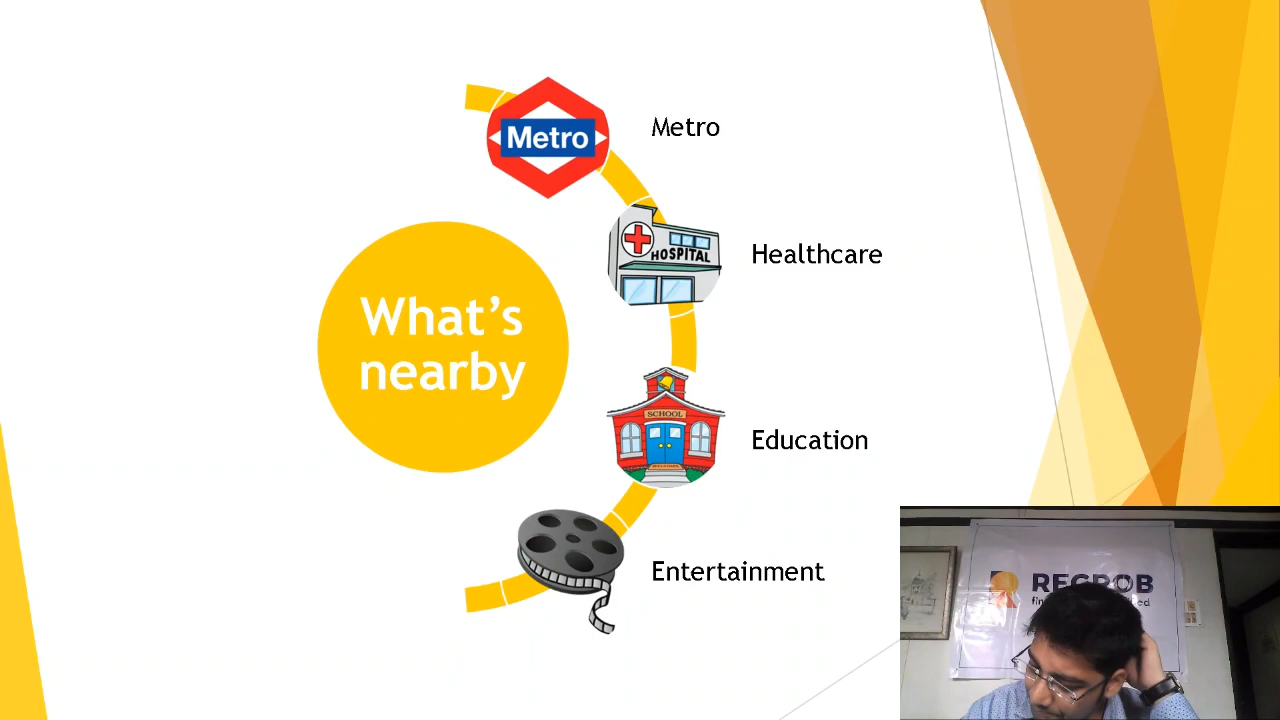 Metro
Metro
HOSPITAL
Healthcare
What's
nearby
SCHOOL
Education
Entertainment
REGROB